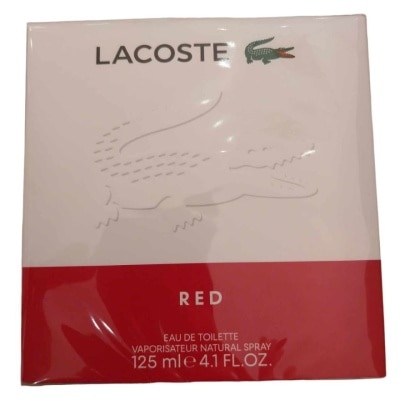 LACOSTE
RED
EAU DE TOILETTE
VAPORISATEUR NATURAL SPRAY
125 ml ℮ 4.1 FL.OZ.